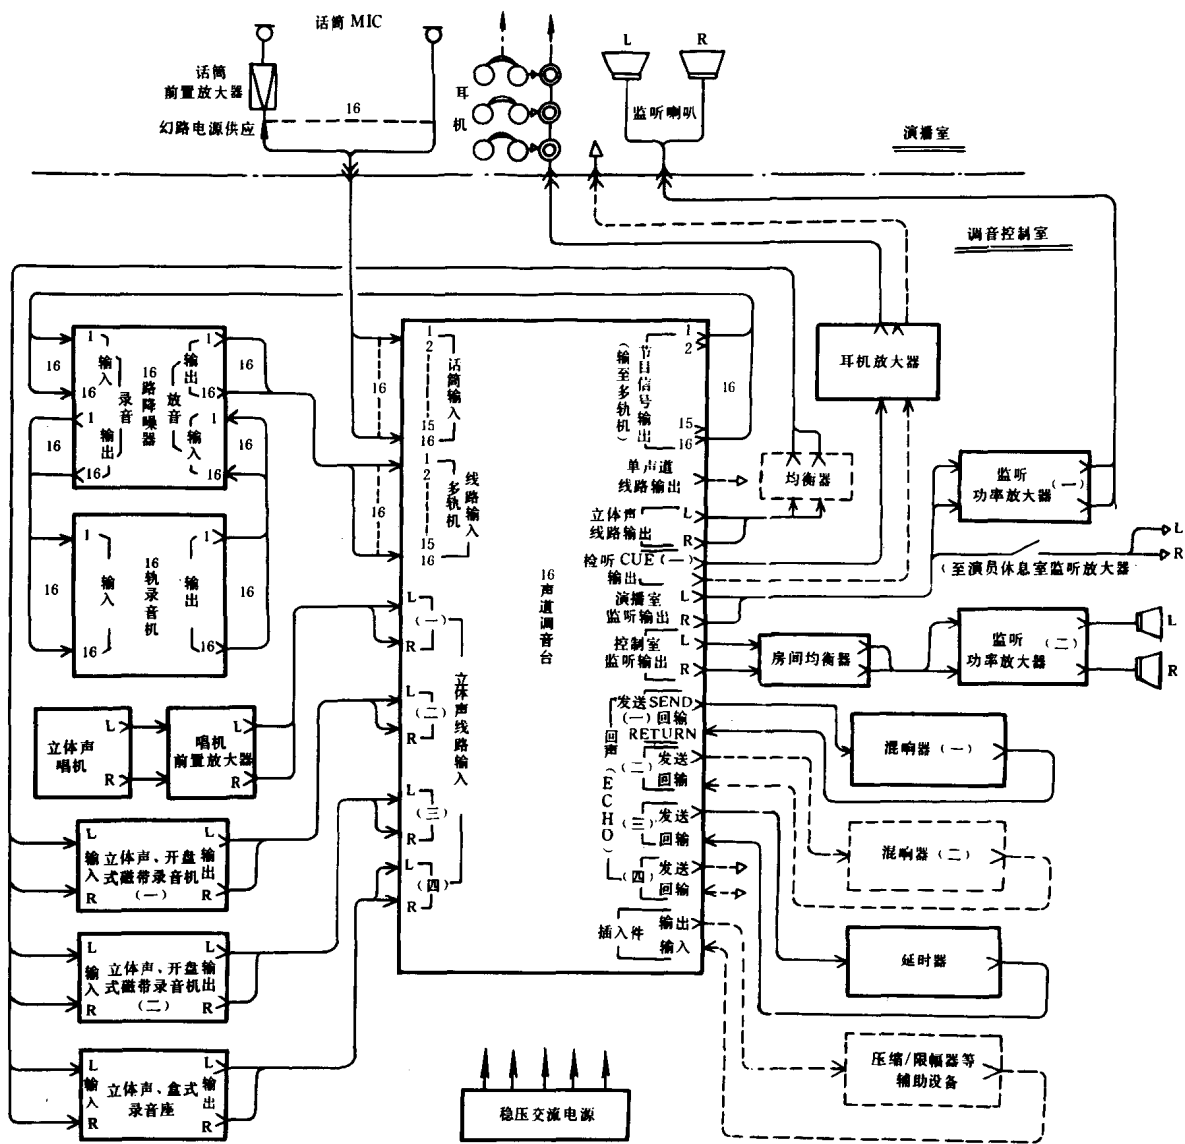 话筒 MIC
话筒
前置放大器
幻路电源供应
16
耳
机
L
R
监听喇叭
演播室
调音控制室
1
输入
16
录音
1
输出
16
16路降噪器
1
输出
16
放音
1
输入
16
16
16
16
16
1
输入
16
16轨录音机
1
输出
16
16
16
立体声
唱机
L
R
唱机
前置放大器
L
R
L
输入
R
立体声、开盘
式磁带录音机
(一)
L
输出
R
L
输入
R
立体声、开盘
式磁带录音机
(二)
L
输出
R
L
输入
R
立体声、盒式
录音座
L
输出
R
16
1
2
15
16
话筒输入
16
1
2
15
16
多轨机
线路输入
L
(一)
R
L
(二)
R
L
(三)
R
L
(四)
R
立体声线路输入
16声道调音台
节目信号输出
(输至多轨机)
1
2
15
16
16
单声道
线路输出
立体声
线路输出
L
R
检听 CUE (一)
输出
演播室
监听输出
L
R
控制室
监听输出
L
R
回声(ECHO)
发送 SEND
(一) 回输
RETURN
(二)
发送
回输
(三)
发送
回输
(四)
发送
回输
插入件
输出
输入
均衡器
耳机放大器
监听
功率放大器
(一)
L
R
(至演员休息室监听放大器
房间均衡器
监听
功率放大器
(二)
L
R
混响器 (一)
混响器 (二)
延时器
压缩/限幅器等
辅助设备
稳压交流电源